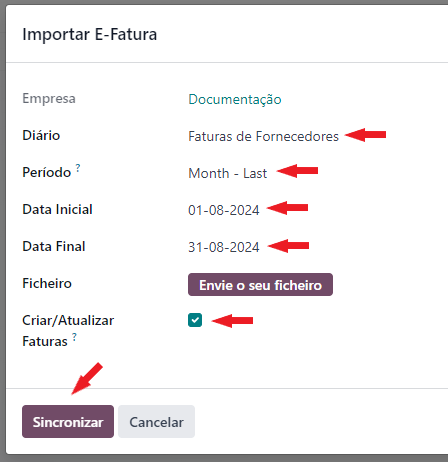 Importar E-Fatura
Empresa Documentação
Diário Faturas de Fornecedores
Período ? Month - Last
Data Inicial 01-08-2024
Data Final 31-08-2024
Ficheiro Envie o seu ficheiro
Criar/Atualizar
Faturas ?
Sincronizar Cancelar